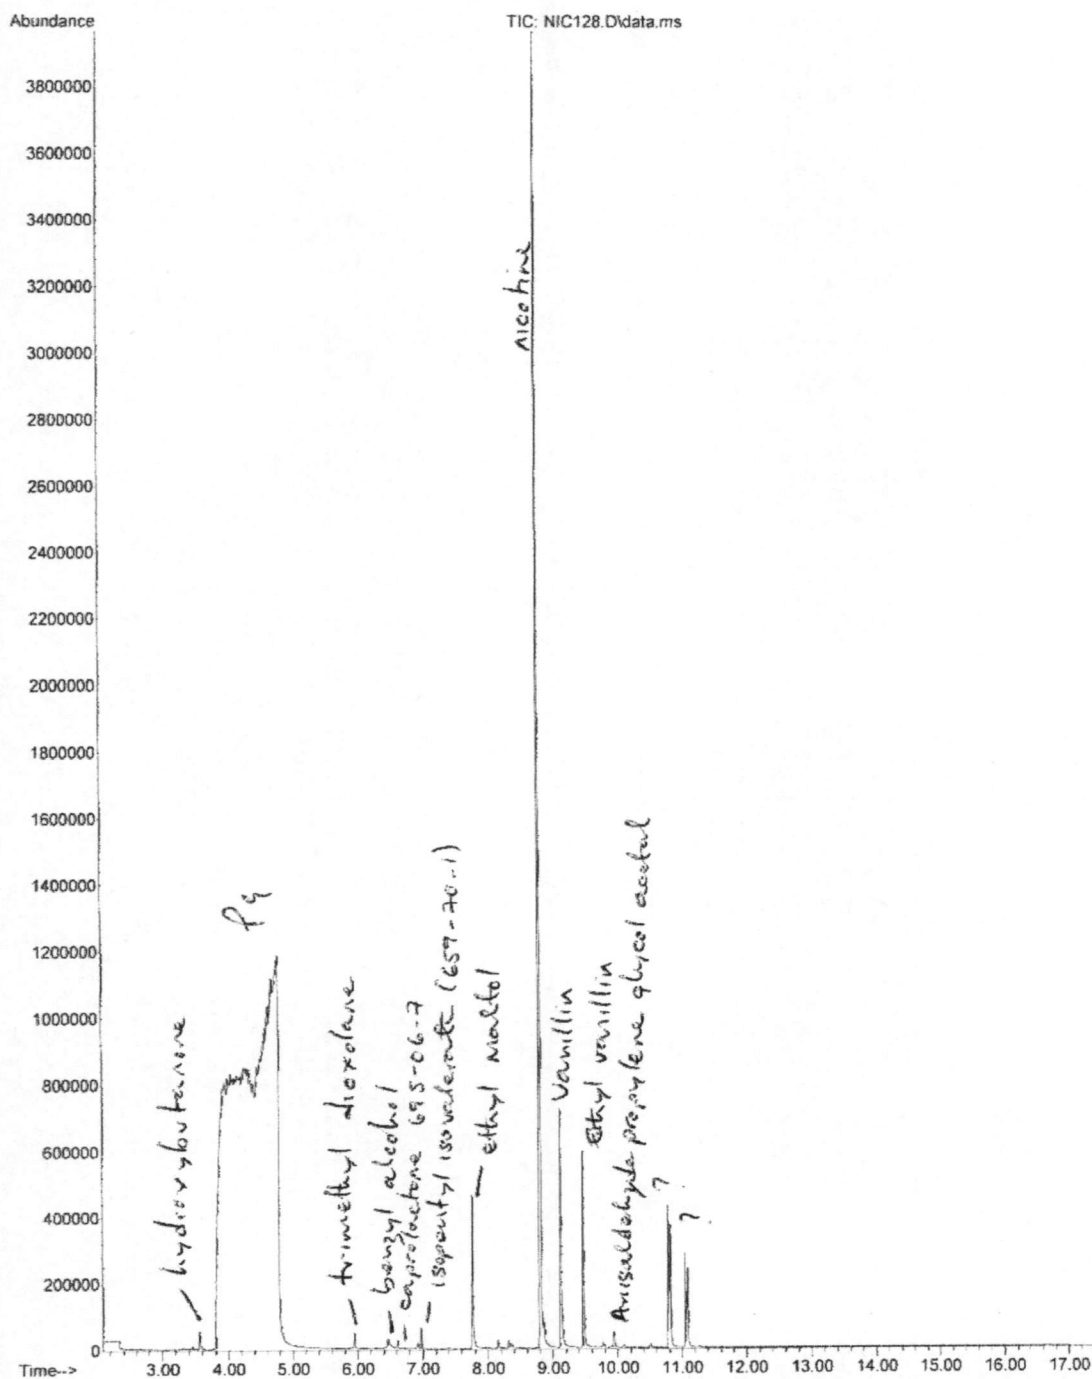 Abundance
TIC: NIC128.D\data.ms
3800000
3600000
3400000
3200000
3000000
2800000
2600000
2400000
2200000
2000000
1800000
1600000
1400000
1200000
1000000
800000
600000
400000
200000
0
Time-->
3.00 4.00 5.00 6.00 7.00 8.00 9.00 10.00 11.00 12.00 13.00 14.00 15.00 16.00 17.00
hydroxybutanone
PG
trimethyl dioxolane
benzyl alcohol
caprolactone 695-06-7
isopentyl isovalerate (659-70-1)
ethyl maltol
nicotine
Vanillin
Ethyl vanillin
Anisaldehyde propylene glycol acetal
?
?